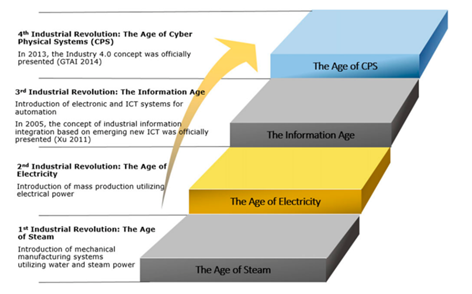 4th Industrial Revolution: The Age of Cyber
Physical Systems (CPS)
In 2013, the Industry 4.0 concept was officially
presented (GTAI 2014)
The Age of CPS
3rd Industrial Revolution: The Information Age
Introduction of electronic and ICT systems for
automation
In 2005, the concept of industrial information
integration based on emerging new ICT was officially
presented (Xu 2011)
The Information Age
2nd Industrial Revolution: The Age of
Electricity
Introduction of mass production utilizing
electrical power
The Age of Electricity
1st Industrial Revolution: The Age of
Steam
Introduction of mechanical
manufacturing systems
utilizing water and steam power
The Age of Steam